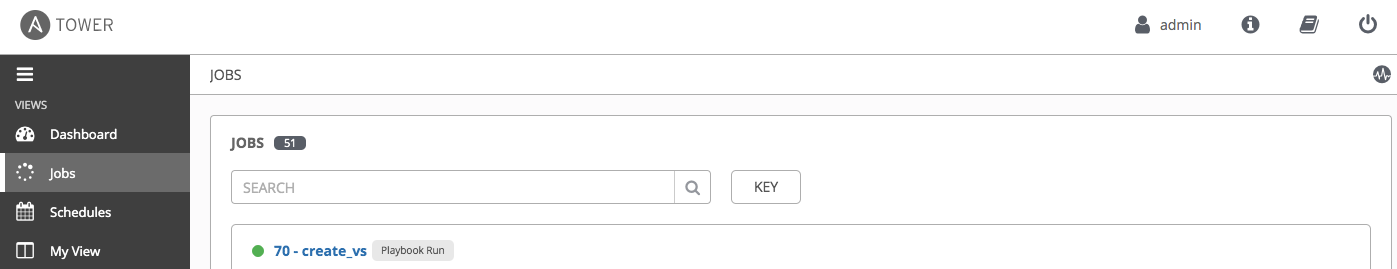 A TOWER
admin
JOBS
VIEWS
Dashboard
Jobs
Schedules
My View
JOBS 51
SEARCH
KEY
70 - create_vs Playbook Run